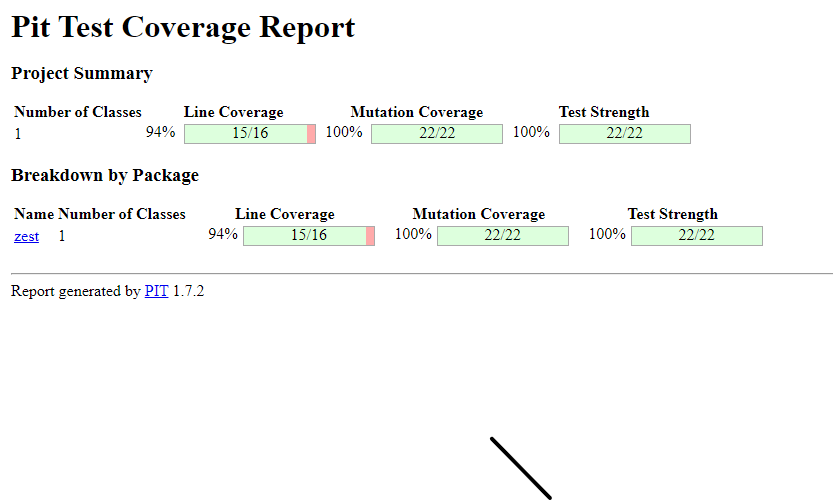 Pit Test Coverage Report
Project Summary
Number of Classes Line Coverage Mutation Coverage Test Strength
1 94% 15/16 100% 22/22 100% 22/22
Breakdown by Package
Name Number of Classes Line Coverage Mutation Coverage Test Strength
zest 1 94% 15/16 100% 22/22 100% 22/22
Report generated by PIT 1.7.2